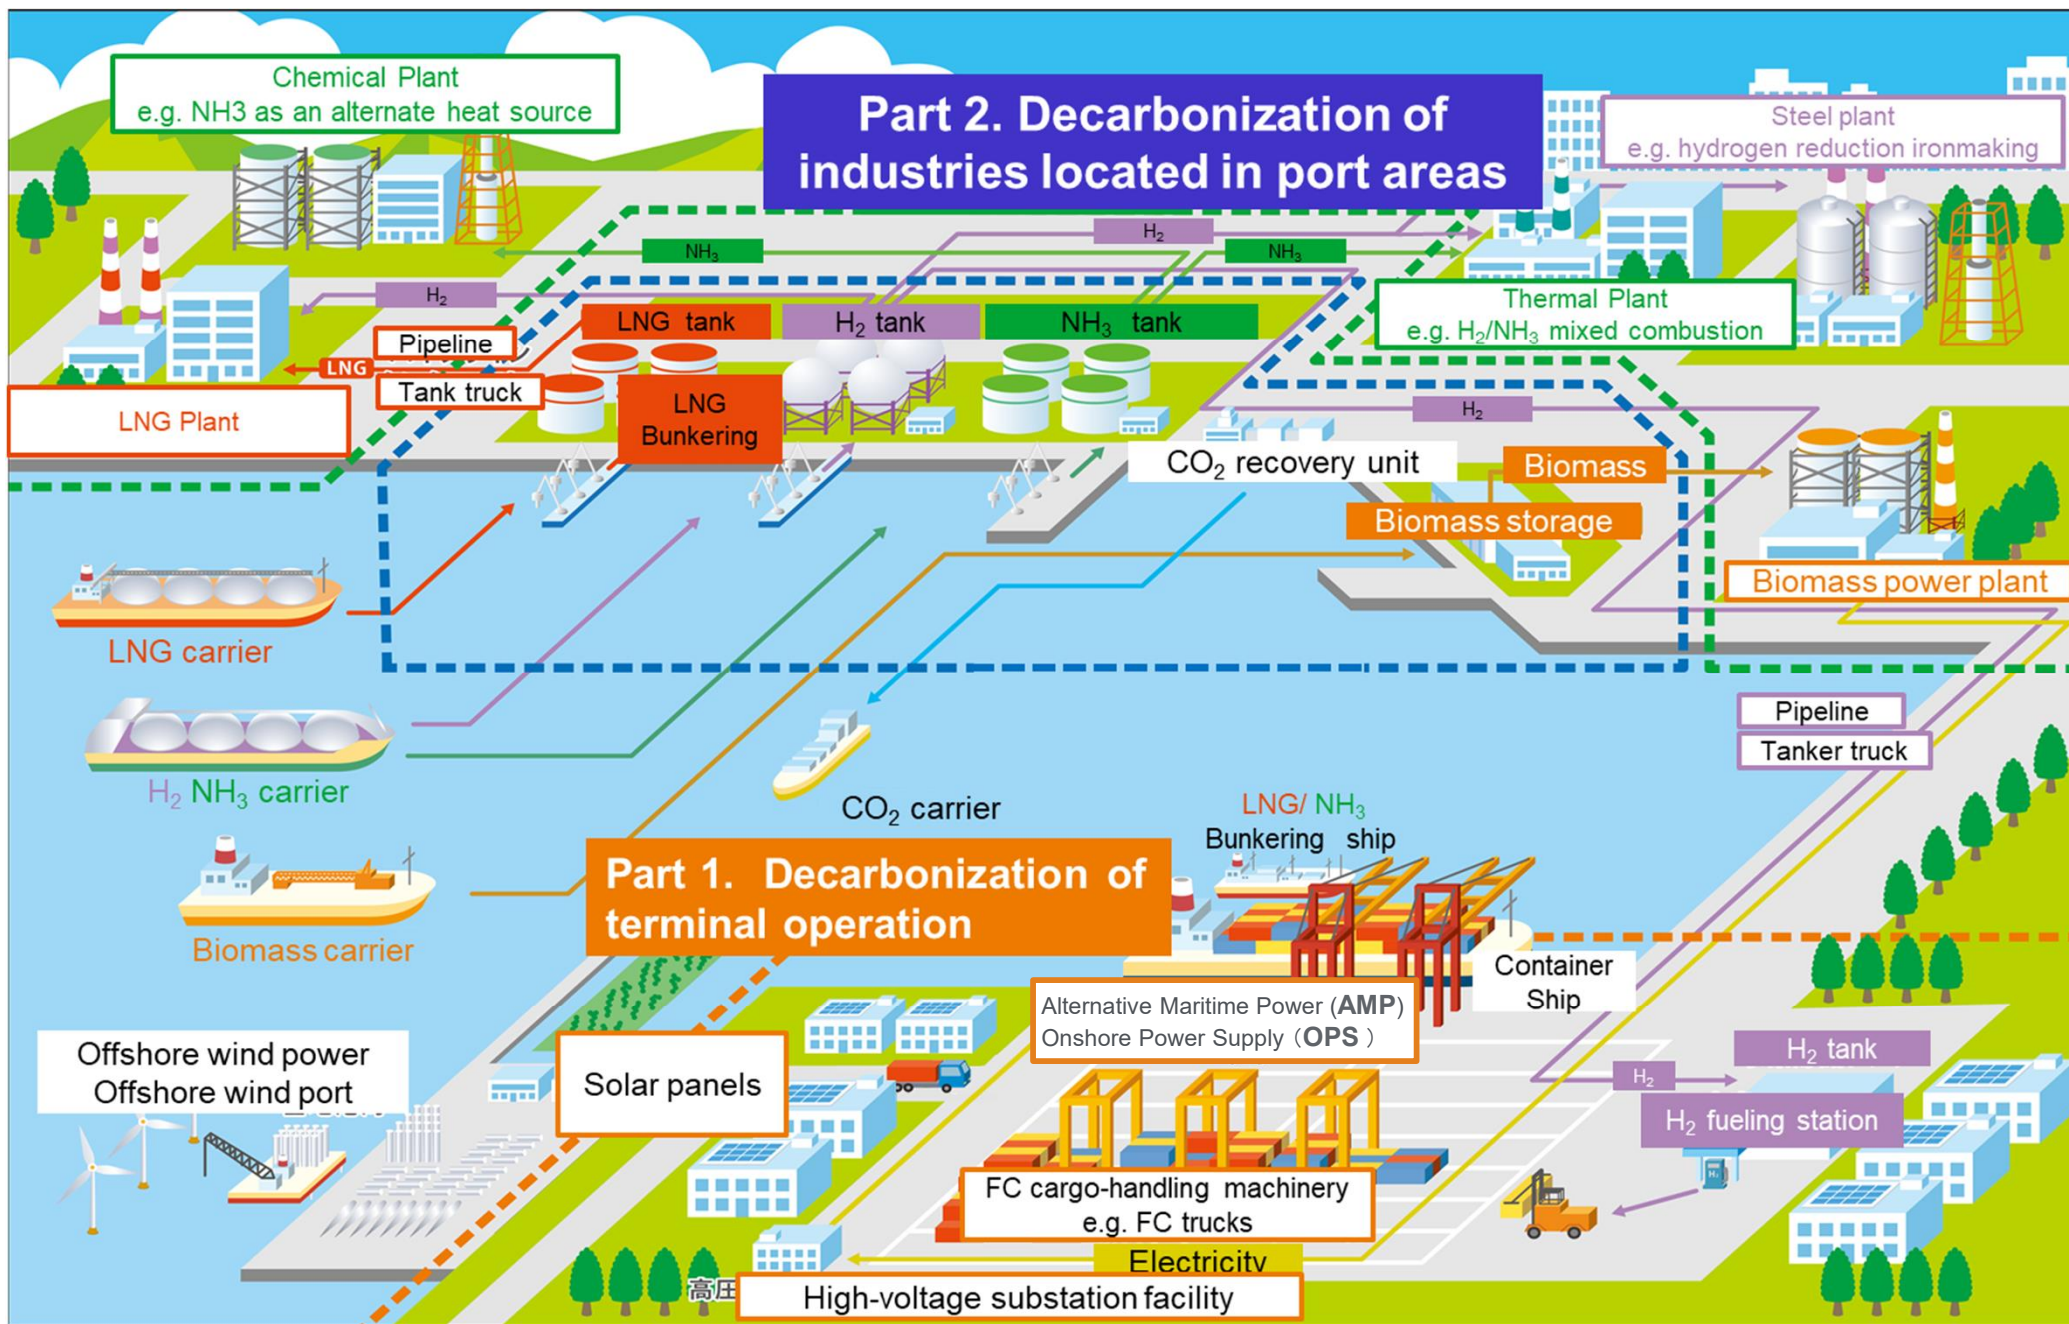 Chemical Plant
e.g. NH3 as an alternate heat source
Part 2. Decarbonization of
industries located in port areas
Steel plant
e.g. hydrogen reduction ironmaking
H₂
NH₃
NH₃
H₂
LNG tank
H₂ tank
NH₃ tank
Thermal Plant
e.g. H₂/NH₃ mixed combustion
Pipeline
LNG
Tank truck
LNG Plant
LNG
Bunkering
H₂
CO₂ recovery unit
Biomass
Biomass storage
Biomass power plant
LNG carrier
Pipeline
Tanker truck
H₂ NH₃ carrier
CO₂ carrier
LNG/ NH₃
Bunkering ship
Part 1. Decarbonization of
terminal operation
Biomass carrier
Container
Ship
Alternative Maritime Power (AMP)
Onshore Power Supply（OPS）
Offshore wind power
Offshore wind port
Solar panels
H₂ tank
H₂
H₂ fueling station
H₂
FC cargo-handling machinery
e.g. FC trucks
Electricity
高圧
High-voltage substation facility